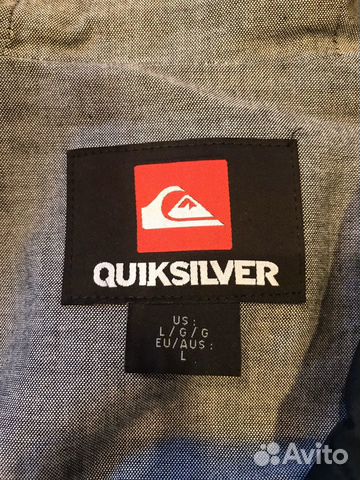 QUIKSILVER
US:
L/G/G
EU/AUS:
L
Avito